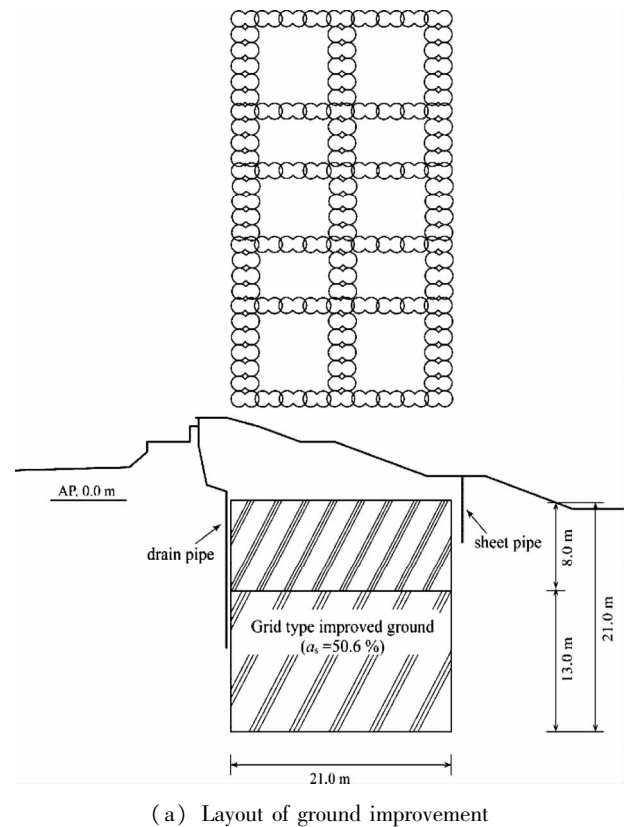 AP, 0.0 m
drain pipe
sheet pipe
8.0 m
21.0 m
13.0 m
Grid type improved ground
(as =50.6 %)
21.0 m
(a) Layout of ground improvement